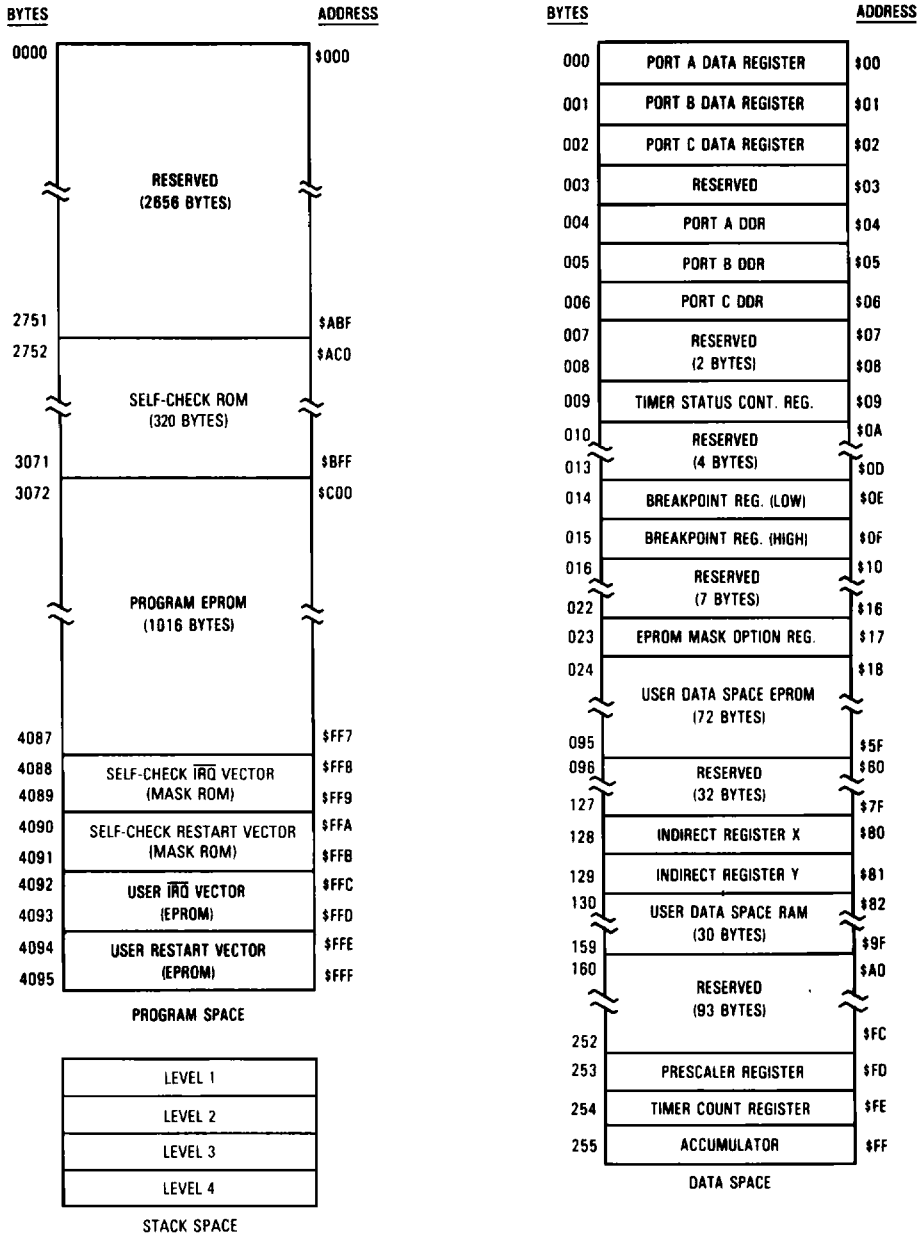 BYTES ADDRESS
0000 $000
RESERVED
(2656 BYTES)
2751 $ABF
2752 $AC0
SELF-CHECK ROM
(320 BYTES)
3071 $BFF
3072 $C00
PROGRAM EPROM
(1016 BYTES)
4087 $FF7
4088 SELF-CHECK IRQ VECTOR $FF8
4089 (MASK ROM) $FF9
4090 SELF-CHECK RESTART VECTOR $FFA
4091 (MASK ROM) $FFB
4092 USER IRQ VECTOR $FFC
4093 (EPROM) $FFD
4094 USER RESTART VECTOR $FFE
4095 (EPROM) $FFF
PROGRAM SPACE
LEVEL 1
LEVEL 2
LEVEL 3
LEVEL 4
STACK SPACE
BYTES ADDRESS
000 PORT A DATA REGISTER $00
001 PORT B DATA REGISTER $01
002 PORT C DATA REGISTER $02
003 RESERVED $03
004 PORT A DDR $04
005 PORT B DDR $05
006 PORT C DDR $06
007 RESERVED $07
008 (2 BYTES) $08
009 TIMER STATUS CONT. REG. $09
010 RESERVED $0A
013 (4 BYTES) $0D
014 BREAKPOINT REG. (LOW) $0E
015 BREAKPOINT REG. (HIGH) $0F
016 RESERVED $10
022 (7 BYTES) $16
023 EPROM MASK OPTION REG. $17
024 $18
USER DATA SPACE EPROM
(72 BYTES)
095 $5F
096 RESERVED $60
127 (32 BYTES) $7F
128 INDIRECT REGISTER X $80
129 INDIRECT REGISTER Y $81
130 USER DATA SPACE RAM $82
159 (30 BYTES) $9F
160 $A0
RESERVED
(93 BYTES)
252 $FC
253 PRESCALER REGISTER $FD
254 TIMER COUNT REGISTER $FE
255 ACCUMULATOR $FF
DATA SPACE